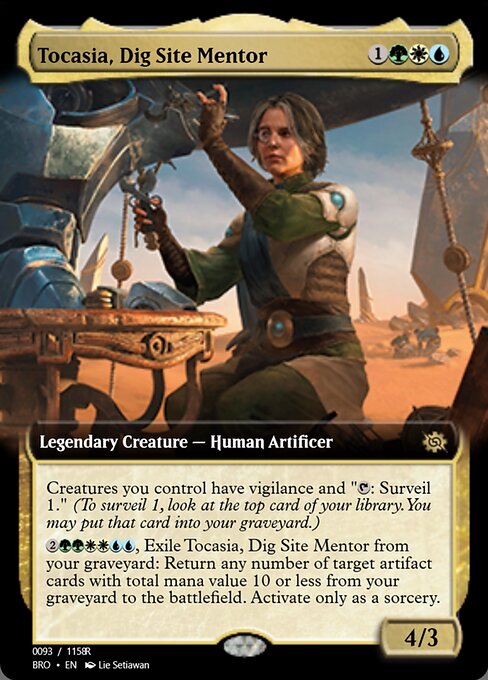 Tocasia, Dig Site Mentor 1
Legendary Creature — Human Artificer
Creatures you control have vigilance and "T: Surveil
1." (To surveil 1, look at the top card of your library. You
may put that card into your graveyard.)
2, Exile Tocasia, Dig Site Mentor from
your graveyard: Return any number of target artifact
cards with total mana value 10 or less from your
graveyard to the battlefield. Activate only as a sorcery.
4/3
0093 / 1158R
BRO • EN Lie Setiawan